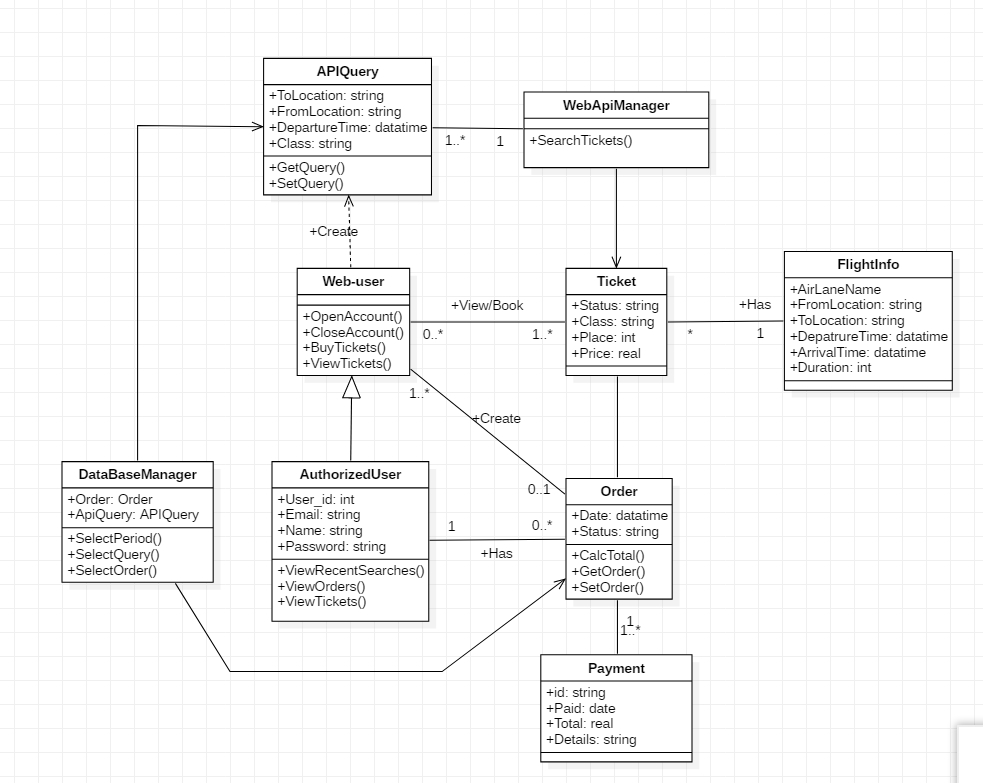 APIQuery
+ToLocation: string
+FromLocation: string
+DepartureTime: datatime
+Class: string
+GetQuery()
+SetQuery()
1..*
1
WebApiManager
+SearchTickets()
+Create
Web-user
+OpenAccount()
+CloseAccount()
+BuyTickets()
+ViewTickets()
+View/Book
0..*
1..*
Ticket
+Status: string
+Class: string
+Place: int
+Price: real
+Has
*
1
FlightInfo
+AirLaneName
+FromLocation: string
+ToLocation: string
+DepatrureTime: datatime
+ArrivalTime: datatime
+Duration: int
1..*
+Create
0..1
DataBaseManager
+Order: Order
+ApiQuery: APIQuery
+SelectPeriod()
+SelectQuery()
+SelectOrder()
AuthorizedUser
+User_id: int
+Email: string
+Name: string
+Password: string
+ViewRecentSearches()
+ViewOrders()
+ViewTickets()
1
0..*
+Has
Order
+Date: datatime
+Status: string
+CalcTotal()
+GetOrder()
+SetOrder()
1
1..*
Payment
+id: string
+Paid: date
+Total: real
+Details: string